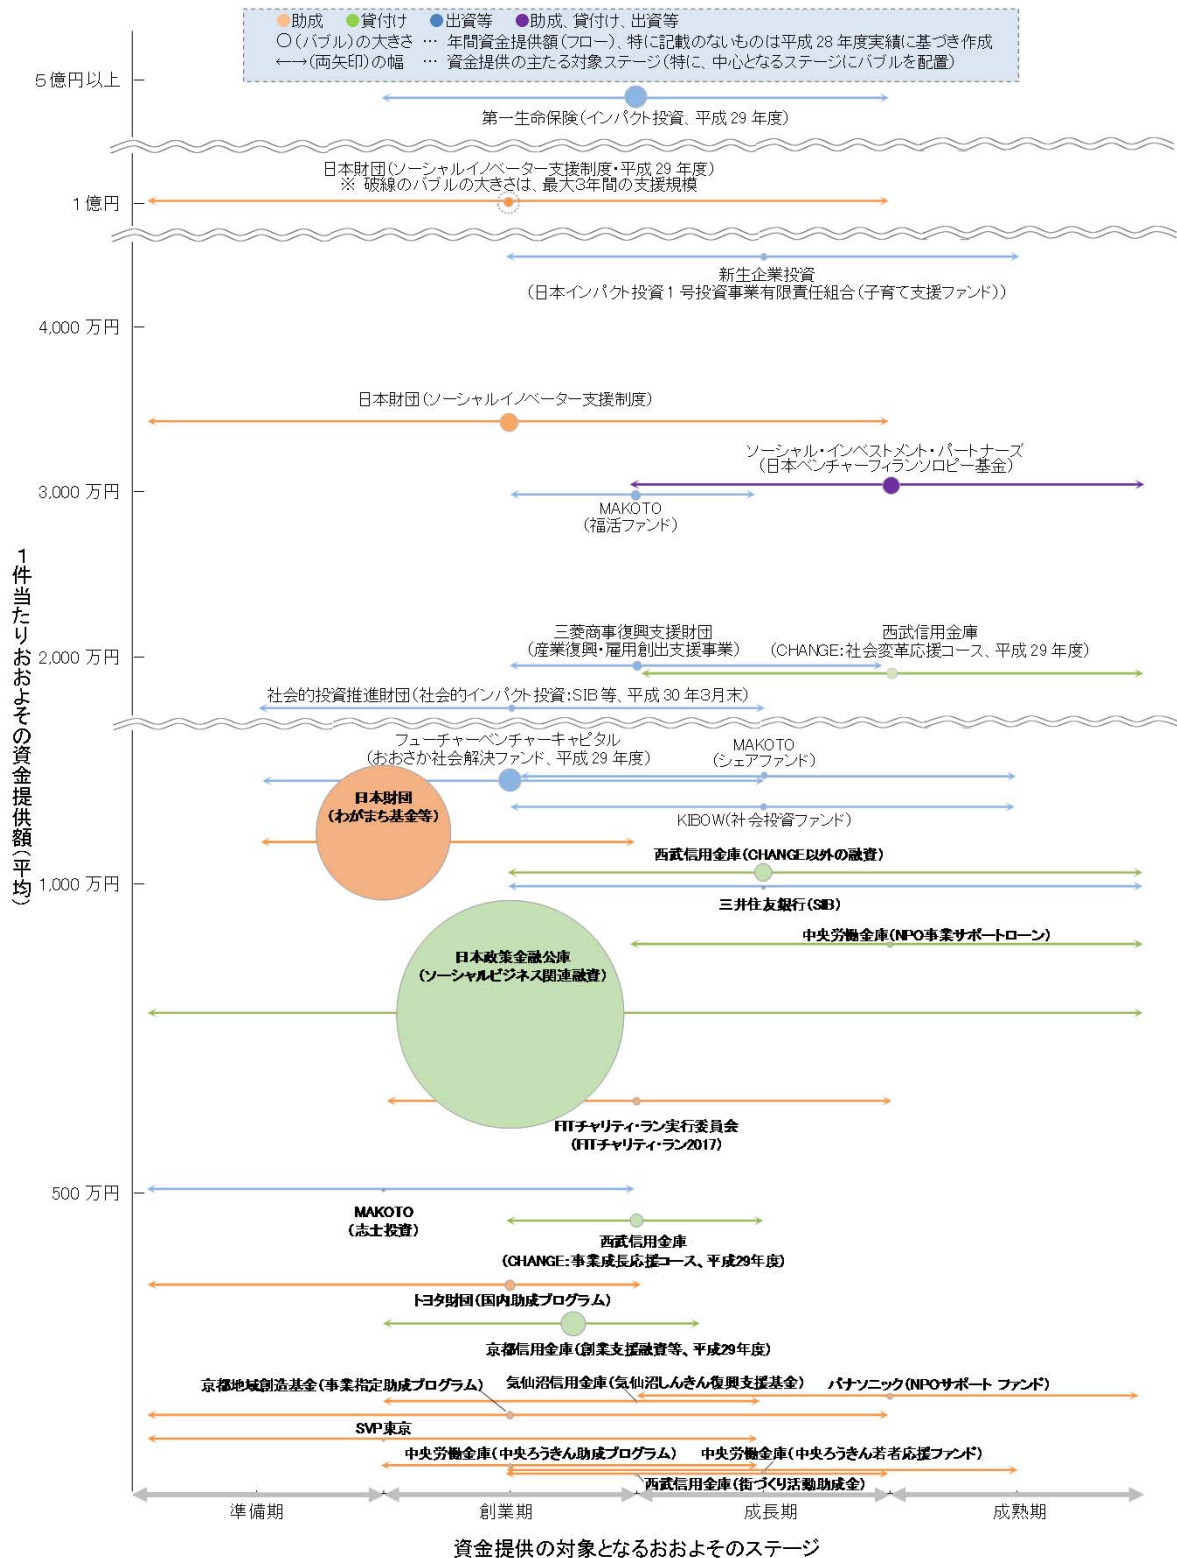 ●助成 ●貸付け ●出資等 ●助成、貸付け、出資等
○(バブル)の大きさ … 年間資金提供額(フロー)、特に記載のないものは平成28年度実績に基づき作成
←→(両矢印)の幅 … 資金提供の主たる対象ステージ(特に、中心となるステージにバブルを配置)
5億円以上
第一生命保険(インパクト投資、平成29年度)
日本財団(ソーシャルイノベーター支援制度・平成29年度)
※ 破線のバブルの大きさは、最大3年間の支援規模
1億円
新生企業投資
(日本インパクト投資1号投資事業有限責任組合(子育て支援ファンド))
4,000万円
日本財団(ソーシャルイノベーター支援制度)
ソーシャル・インベストメント・パートナーズ
(日本ベンチャーフィランソロピー基金)
3,000万円
MAKOTO
(福活ファンド)
1件当たりおおよその資金提供額(平均)
三菱商事復興支援財団
(産業復興・雇用創出支援事業)
西武信用金庫
(CHANGE:社会変革応援コース、平成29年度)
2,000万円
社会的投資推進財団(社会的インパクト投資:SIB等、平成30年3月末)
フューチャーベンチャーキャピタル
(おおさか社会解決ファンド、平成29年度)
MAKOTO
(シェアファンド)
日本財団
(わがまち基金等)
KIBOW(社会投資ファンド)
西武信用金庫(CHANGE以外の融資)
1,000万円
三井住友銀行(SIB)
中央労働金庫(NPO事業サポートローン)
日本政策金融公庫
(ソーシャルビジネス関連融資)
FITチャリティ・ラン実行委員会
(FITチャリティ・ラン2017)
500万円
MAKOTO
(志士投資)
西武信用金庫
(CHANGE:事業成長応援コース、平成29年度)
トヨタ財団(国内助成プログラム)
京都信用金庫(創業支援融資等、平成29年度)
京都地域創造基金(事業指定助成プログラム)
気仙沼信用金庫(気仙沼しんきん復興支援基金)
パナソニック(NPOサポート ファンド)
SVP東京
中央労働金庫(中央ろうきん助成プログラム)
中央労働金庫(中央ろうきん若者応援ファンド)
西武信用金庫(街づくり活動助成金)
準備期 創業期 成長期 成熟期
資金提供の対象となるおおよそのステージ